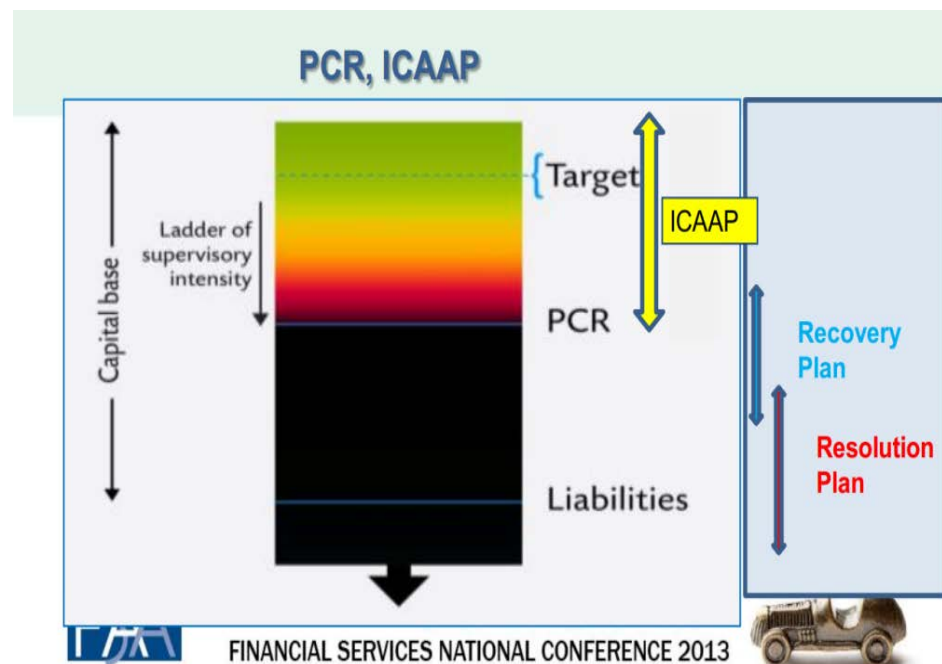 PCR, ICAAP
Capital base
Ladder of
supervisory
intensity
Target
ICAAP
PCR
Recovery
Plan
Resolution
Plan
Liabilities
FINANCIAL SERVICES NATIONAL CONFERENCE 2013